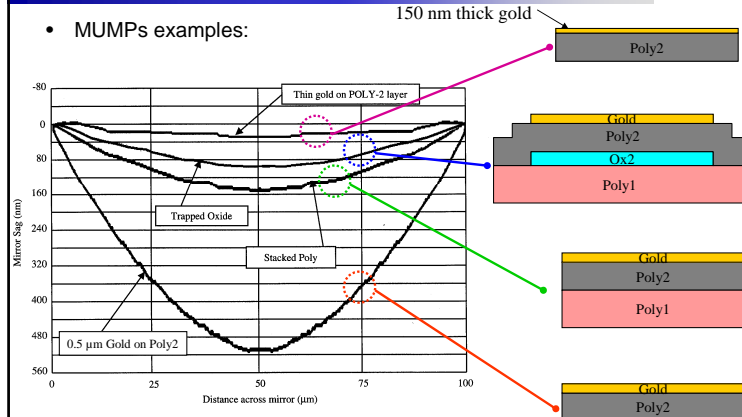 150 nm thick gold
• MUMPs examples:
Poly2
-80
0
80
160
240
320
400
480
560
Mirror Sag (nm)
Thin gold on POLY-2 layer
Trapped Oxide
Stacked Poly
0.5 µm Gold on Poly2
0
25
50
75
100
Distance across mirror (µm)
Gold
Poly2
Ox2
Poly1
Gold
Poly2
Poly1
Gold
Poly2